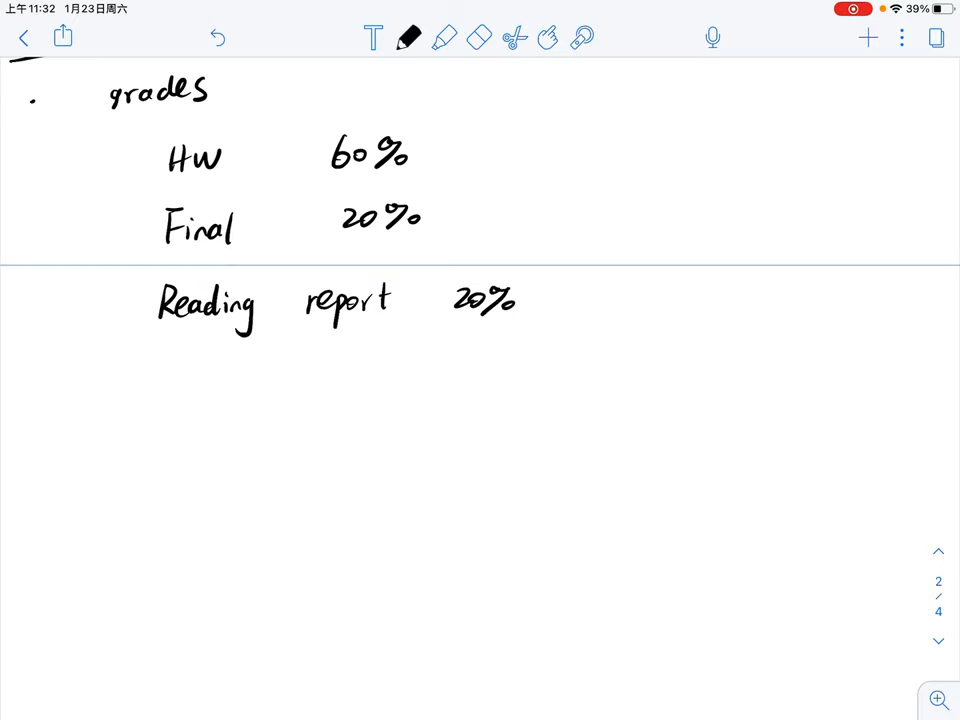 上午11:32 1月23日周六 39%
T
. grades
HW 60%
Final 20%
Reading report 20%
2
/
4